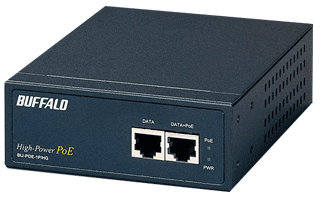 BUFFALO
DATA DATA+PoE
High-Power PoE
PoE
BIJ-POE-1P/HG
PWR